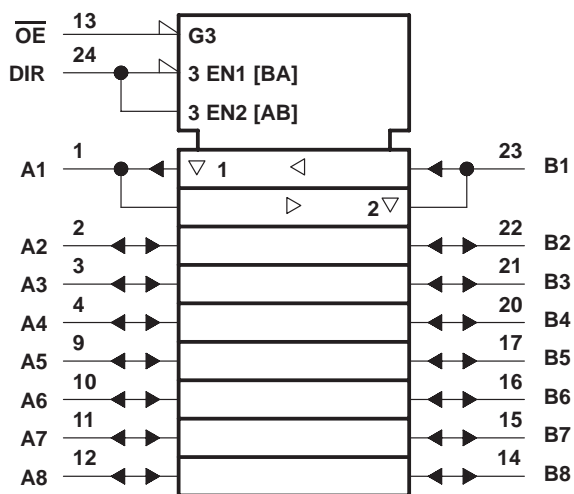 OE 13 G3
DIR 24 3 EN1 [BA]
3 EN2 [AB]
A1 1 1 23 B1
2
A2 2 22 B2
A3 3 21 B3
A4 4 20 B4
A5 9 17 B5
A6 10 16 B6
A7 11 15 B7
A8 12 14 B8